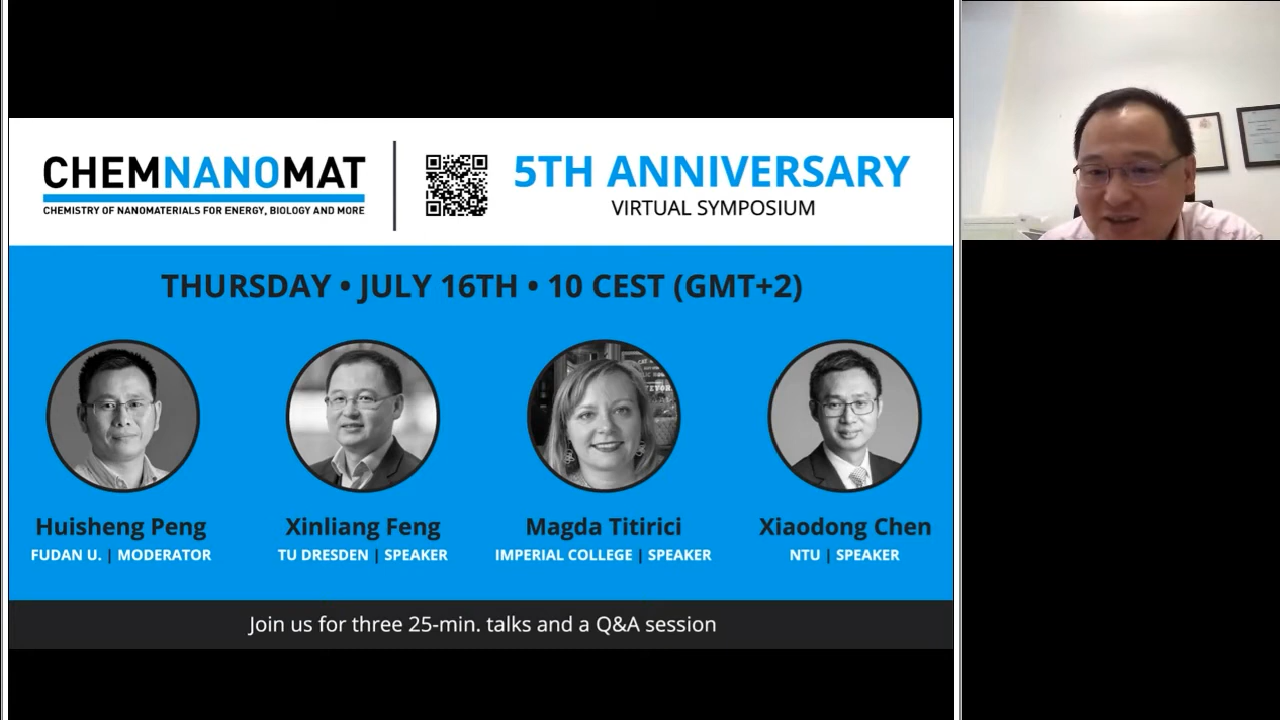 CHEMNANOMAT
CHEMISTRY OF NANOMATERIALS FOR ENERGY, BIOLOGY AND MORE
5TH ANNIVERSARY
VIRTUAL SYMPOSIUM
THURSDAY • JULY 16TH • 10 CEST (GMT+2)
Huisheng Peng
FUDAN U. | MODERATOR
Xinliang Feng
TU DRESDEN | SPEAKER
Magda Titirici
IMPERIAL COLLEGE | SPEAKER
Xiaodong Chen
NTU | SPEAKER
Join us for three 25-min. talks and a Q&A session